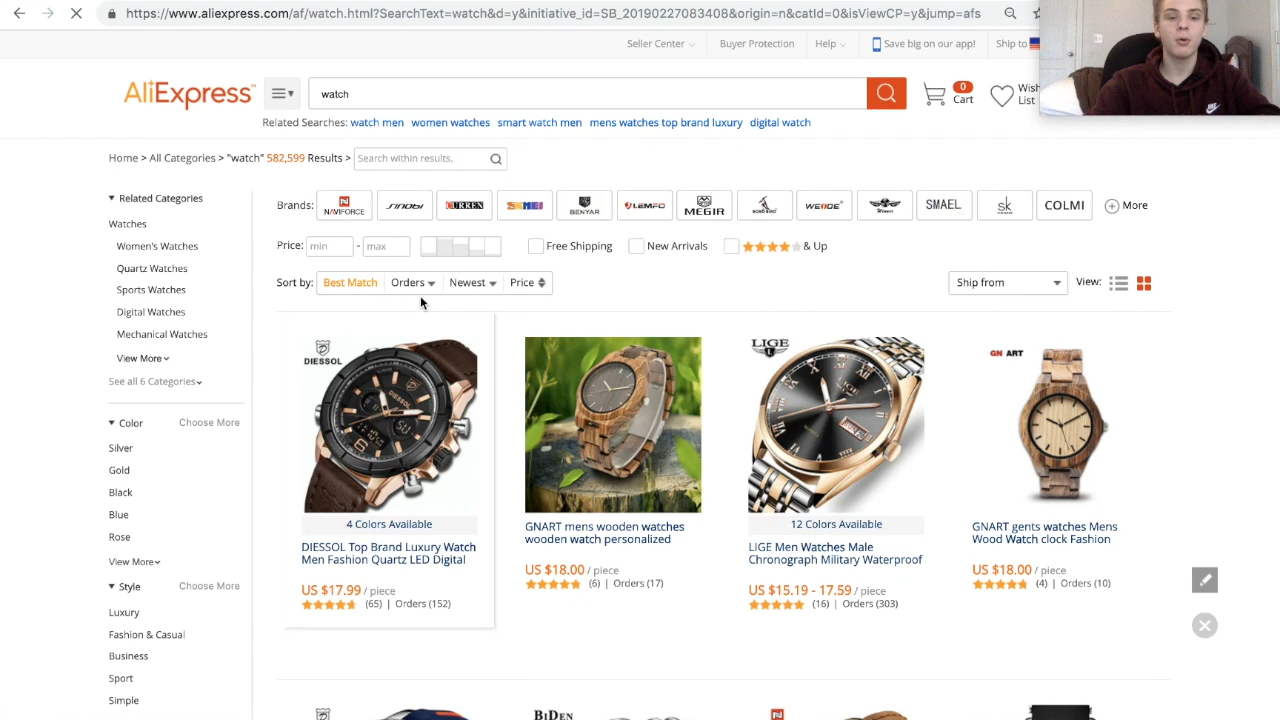 https://www.aliexpress.com/af/watch.html?SearchText=watch&d=y&initiative_id=SB_20190227083408&origin=n&catId=0&isViewCP=y&jump=afs
Seller Center Buyer Protection Help Save big on our app! Ship to
AliExpress watch 0 Cart Wish List
Related Searches: watch men women watches smart watch men mens watches top brand luxury digital watch
Home > All Categories > "watch" 582,599 Results > Search within results.
Related Categories
Brands: NAVIFORCE SINOBI CURREN SKMEI BENYAR LEMFO MEGIR BOBO BIRD WEIDE Winner SMAEL sk COLMI More
Watches
Price: min - max Free Shipping New Arrivals & Up
Women's Watches
Quartz Watches
Sort by: Best Match Orders Newest Price Ship from View:
Sports Watches
Digital Watches
Mechanical Watches
View More
See all 6 Categories
Color Choose More
Silver
Gold
Black
Blue
Rose
View More
Style Choose More
Luxury
Fashion & Casual
Business
Sport
Simple
DIESSOL
DIESSOL
4 Colors Available
DIESSOL Top Brand Luxury Watch
Men Fashion Quartz LED Digital
US $17.99 / piece
(65) | Orders (152)
GNART mens wooden watches
wooden watch personalized
US $18.00 / piece
(6) | Orders (17)
LIGE
12 Colors Available
LIGE Men Watches Male
Chronograph Military Waterproof
US $15.19 - 17.59 / piece
(16) | Orders (303)
GN ART
GNART gents watches Mens
Wood Watch clock Fashion
US $18.00 / piece
(4) | Orders (10)
BIDEN